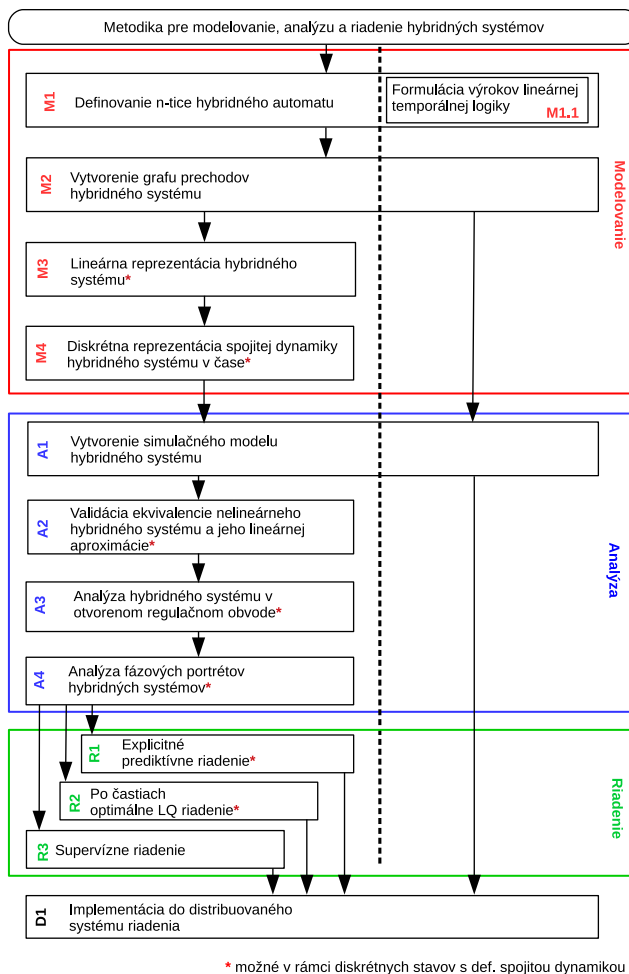 Metodika pre modelovanie, analýzu a riadenie hybridných systémov
M1
Definovanie n-tice hybridného automatu
Formulácia výrokov lineárnej
temporálnej logiky
M1.1
M2
Vytvorenie grafu prechodov
hybridného systému
M3
Lineárna reprezentácia hybridného
systému*
M4
Diskrétna reprezentácia spojitej dynamiky
hybridného systému v čase*
Modelovanie
A1
Vytvorenie simulačného modelu
hybridného systému
A2
Validácia ekvivalencie nelineárneho
hybridného systému a jeho lineárnej
aproximácie*
A3
Analýza hybridného systému v
otvorenom regulačnom obvode*
A4
Analýza fázových portrétov
hybridných systémov*
Analýza
R1
Explicitné
prediktívne riadenie*
R2
Po častiach
optimálne LQ riadenie*
R3
Supervízne riadenie
Riadenie
D1
Implementácia do distribuovaného
systému riadenia
* možné v rámci diskrétnych stavov s def. spojitou dynamikou